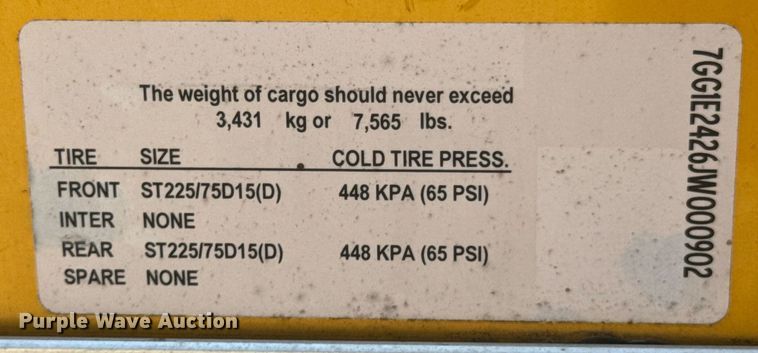 The weight of cargo should never exceed
3,431 kg or 7,565 lbs.
TIRE SIZE COLD TIRE PRESS.
FRONT ST225/75D15(D) 448 KPA (65 PSI)
INTER NONE
REAR ST225/75D15(D) 448 KPA (65 PSI)
SPARE NONE
7GG1E2426JW000902
Purple Wave Auction